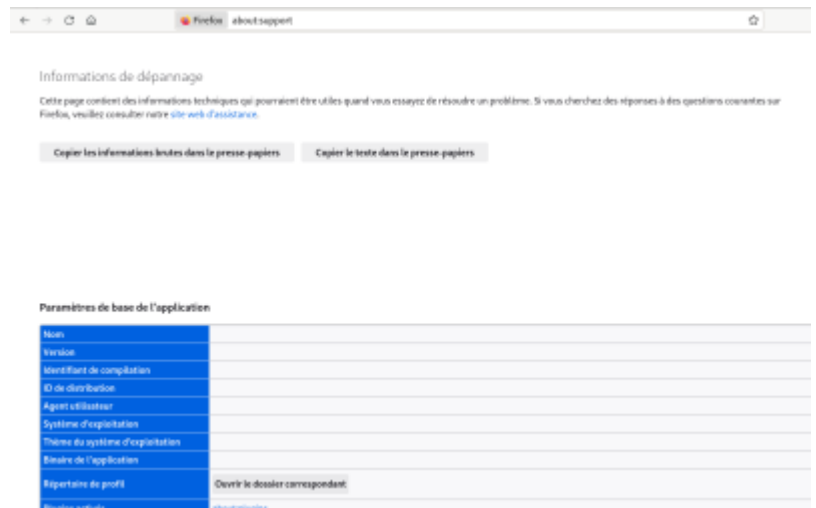 Firefox about:support
Informations de dépannage
Cette page contient des informations techniques qui pourraient être utiles quand vous essayez de résoudre un problème. Si vous cherchez des réponses à des questions courantes sur
Firefox, veuillez consulter notre site web d'assistance.
Copier les informations brutes dans le presse-papiers Copier le texte dans le presse-papiers
Paramètres de base de l'application
Nom
Version
Identifiant de compilation
ID de distribution
Agent utilisateur
Système d'exploitation
Thème du système d'exploitation
Binaire de l'application
Répertoire de profil Ouvrir le dossier correspondant